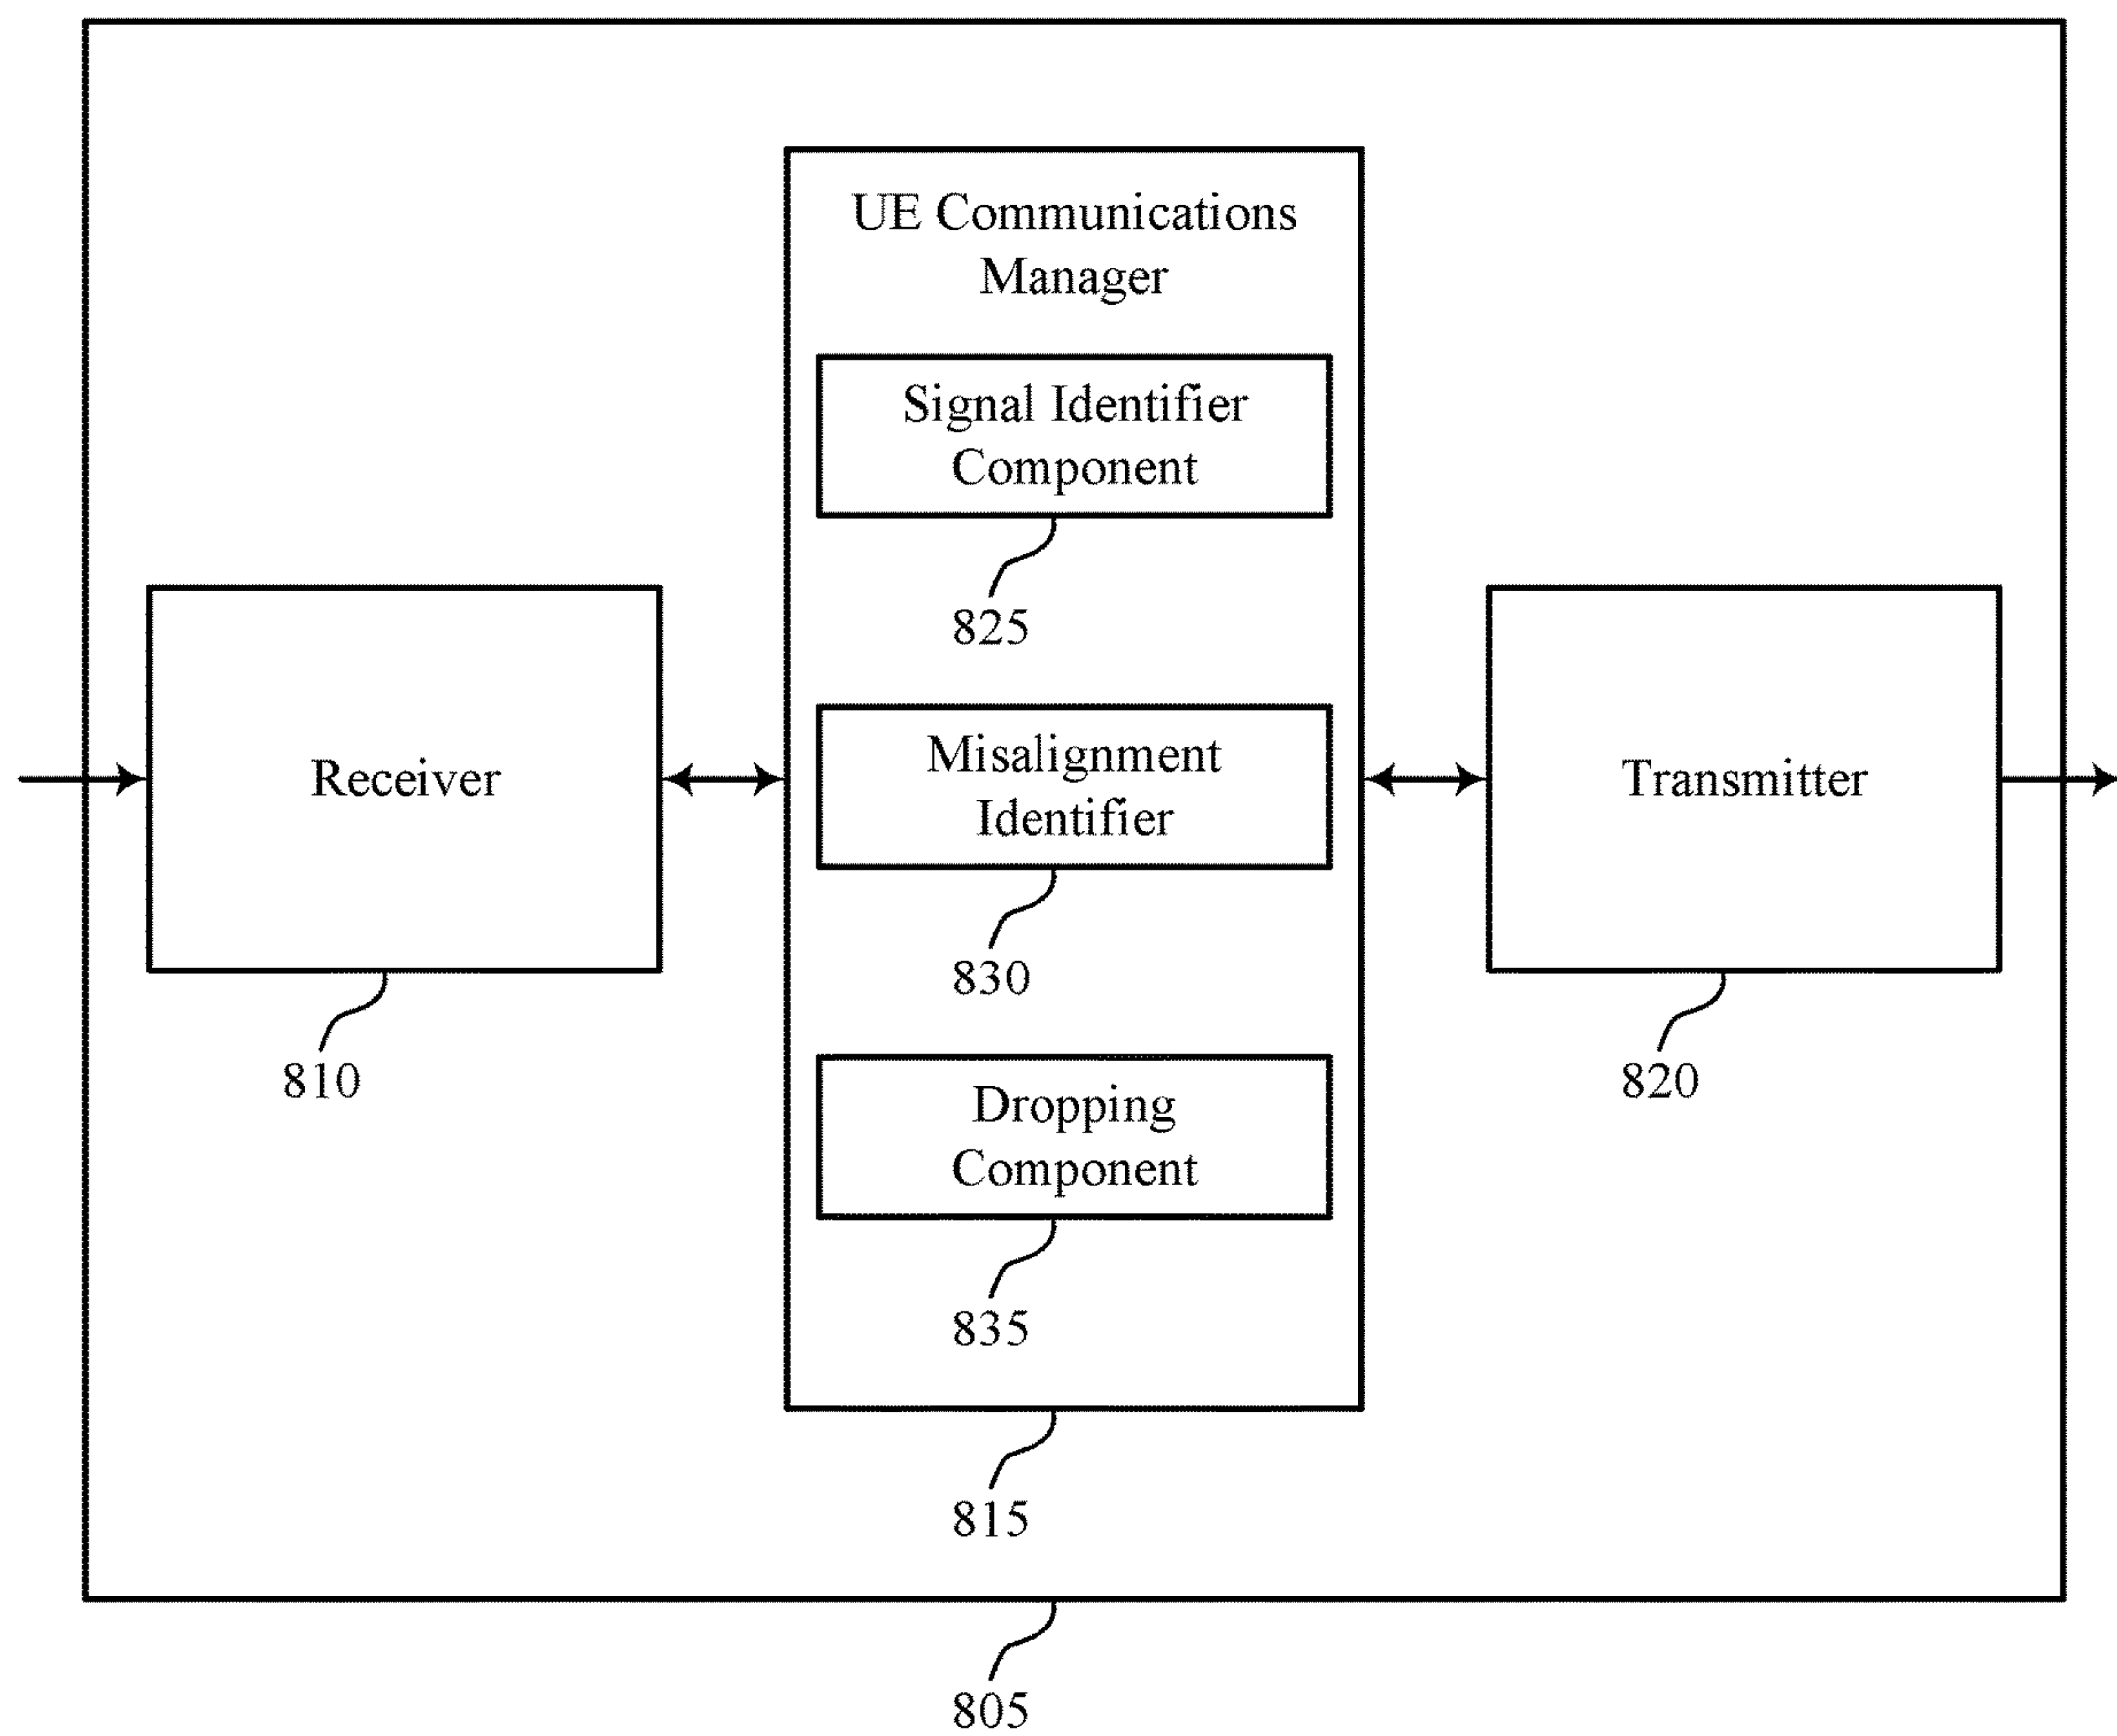 UE Communications
Manager
Signal Identifier
Component
825
Receiver
810
Misalignment
Identifier
830
Transmitter
820
Dropping
Component
835
815
805